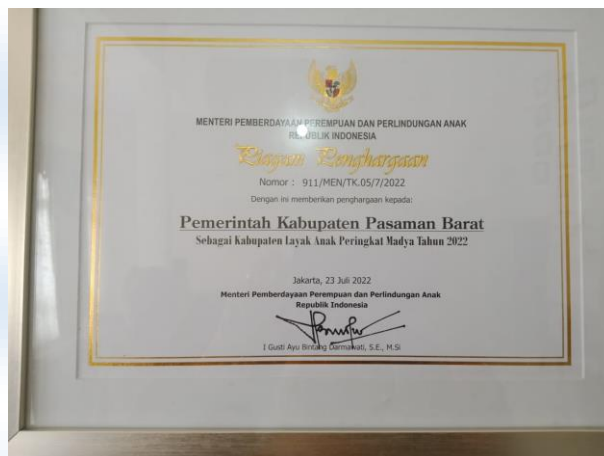 MENTERI PEMBERDAYAAN PEREMPUAN DAN PERLINDUNGAN ANAK
REPUBLIK INDONESIA
Piagam Penghargaan
Nomor : 911/MEN/TK.05/7/2022
Dengan ini memberikan penghargaan kepada:
Pemerintah Kabupaten Pasaman Barat
Sebagai Kabupaten Layak Anak Peringkat Madya Tahun 2022
Jakarta, 23 Juli 2022
Menteri Pemberdayaan Perempuan dan Perlindungan Anak
Republik Indonesia
I Gusti Ayu Bintang Darmawati, S.E., M.Si